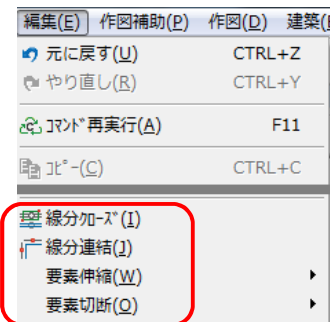 編集(E) 作図補助(P) 作図(D) 建築(
元に戻す(U) CTRL+Z
やり直し(R) CTRL+Y
ｺﾏﾝﾄﾞ再実行(A) F11
ｺﾋﾟｰ(C) CTRL+C
線分ｸﾛｰｽﾞ(I)
線分連結(J)
要素伸縮(W)
要素切断(O)